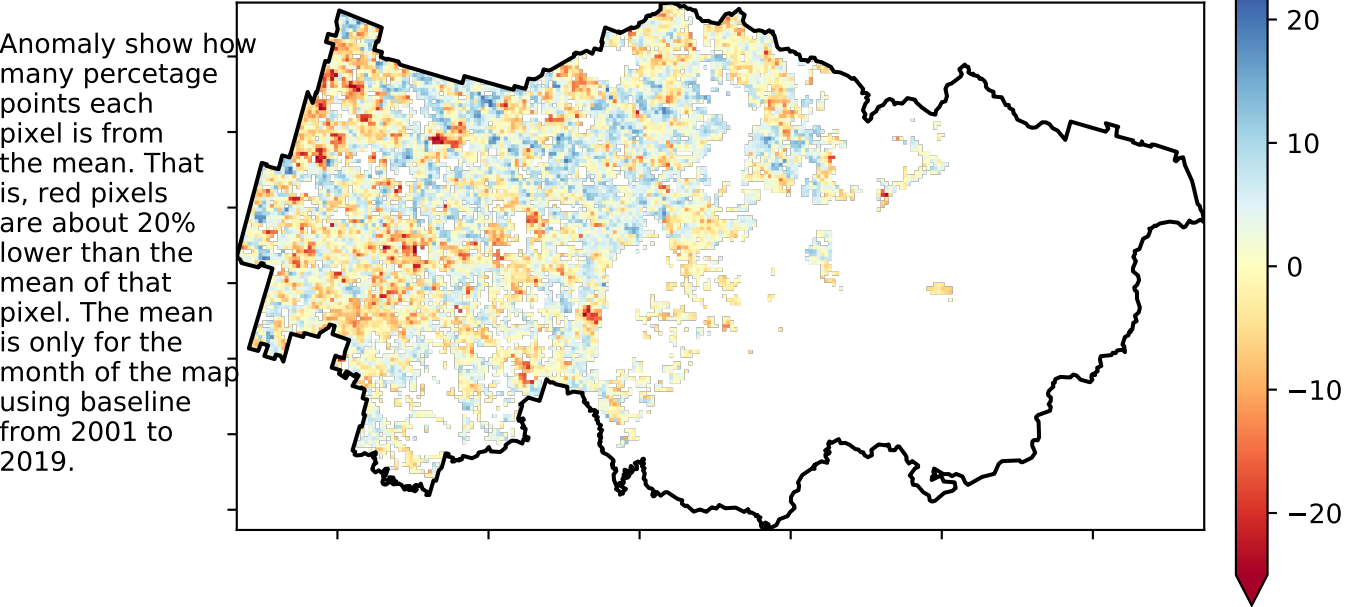 Anomaly show how
many percetage
points each
pixel is from
the mean. That
is, red pixels
are about 20%
lower than the
mean of that
pixel. The mean
is only for the
month of the map
using baseline
from 2001 to
2019.
20
10
0
−10
−20